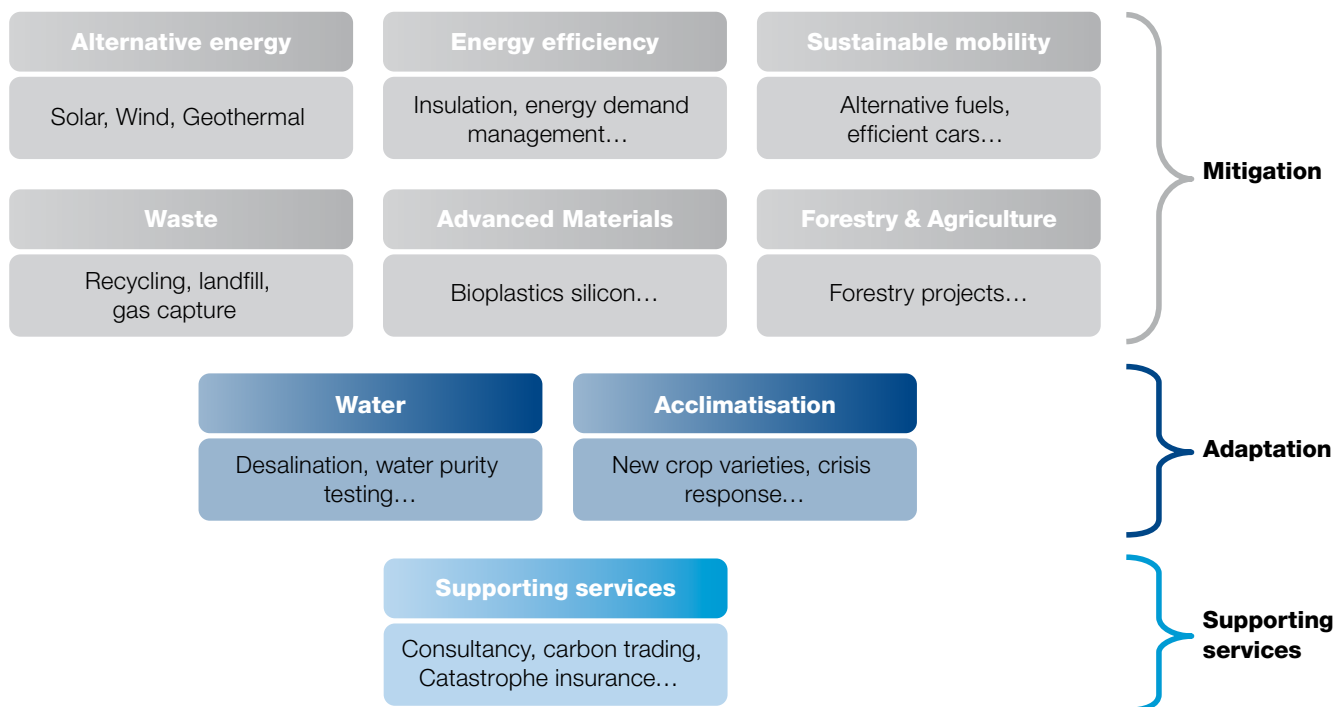 Alternative energy
Solar, Wind, Geothermal
Energy efficiency
Insulation, energy demand
management…
Sustainable mobility
Alternative fuels,
efficient cars…
Waste
Recycling, landfill,
gas capture
Advanced Materials
Bioplastics silicon…
Forestry & Agriculture
Forestry projects…
Mitigation
Water
Desalination, water purity
testing…
Acclimatisation
New crop varieties, crisis
response…
Adaptation
Supporting services
Consultancy, carbon trading,
Catastrophe insurance…
Supporting
services